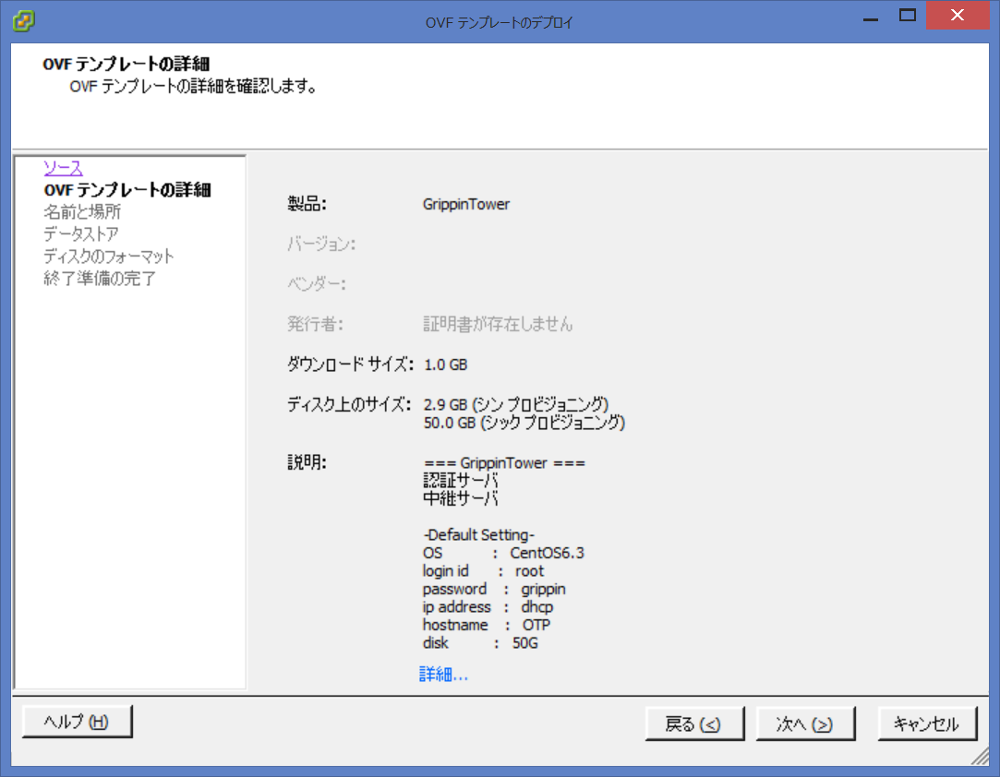 OVF テンプレートのデプロイ
OVF テンプレートの詳細
OVF テンプレートの詳細を確認します。
ソース
OVF テンプレートの詳細
名前と場所
データストア
ディスクのフォーマット
終了準備の完了
製品: GrippinTower
バージョン:
ベンダー:
発行者: 証明書が存在しません
ダウンロード サイズ: 1.0 GB
ディスク上のサイズ: 2.9 GB (シン プロビジョニング)
50.0 GB (シック プロビジョニング)
説明: === GrippinTower ===
認証サーバ
中継サーバ
-Default Setting-
OS : CentOS6.3
login id : root
password : grippin
ip address : dhcp
hostname : OTP
disk : 50G
詳細...
ヘルプ (H)
戻る (<)
次へ (>)
キャンセル